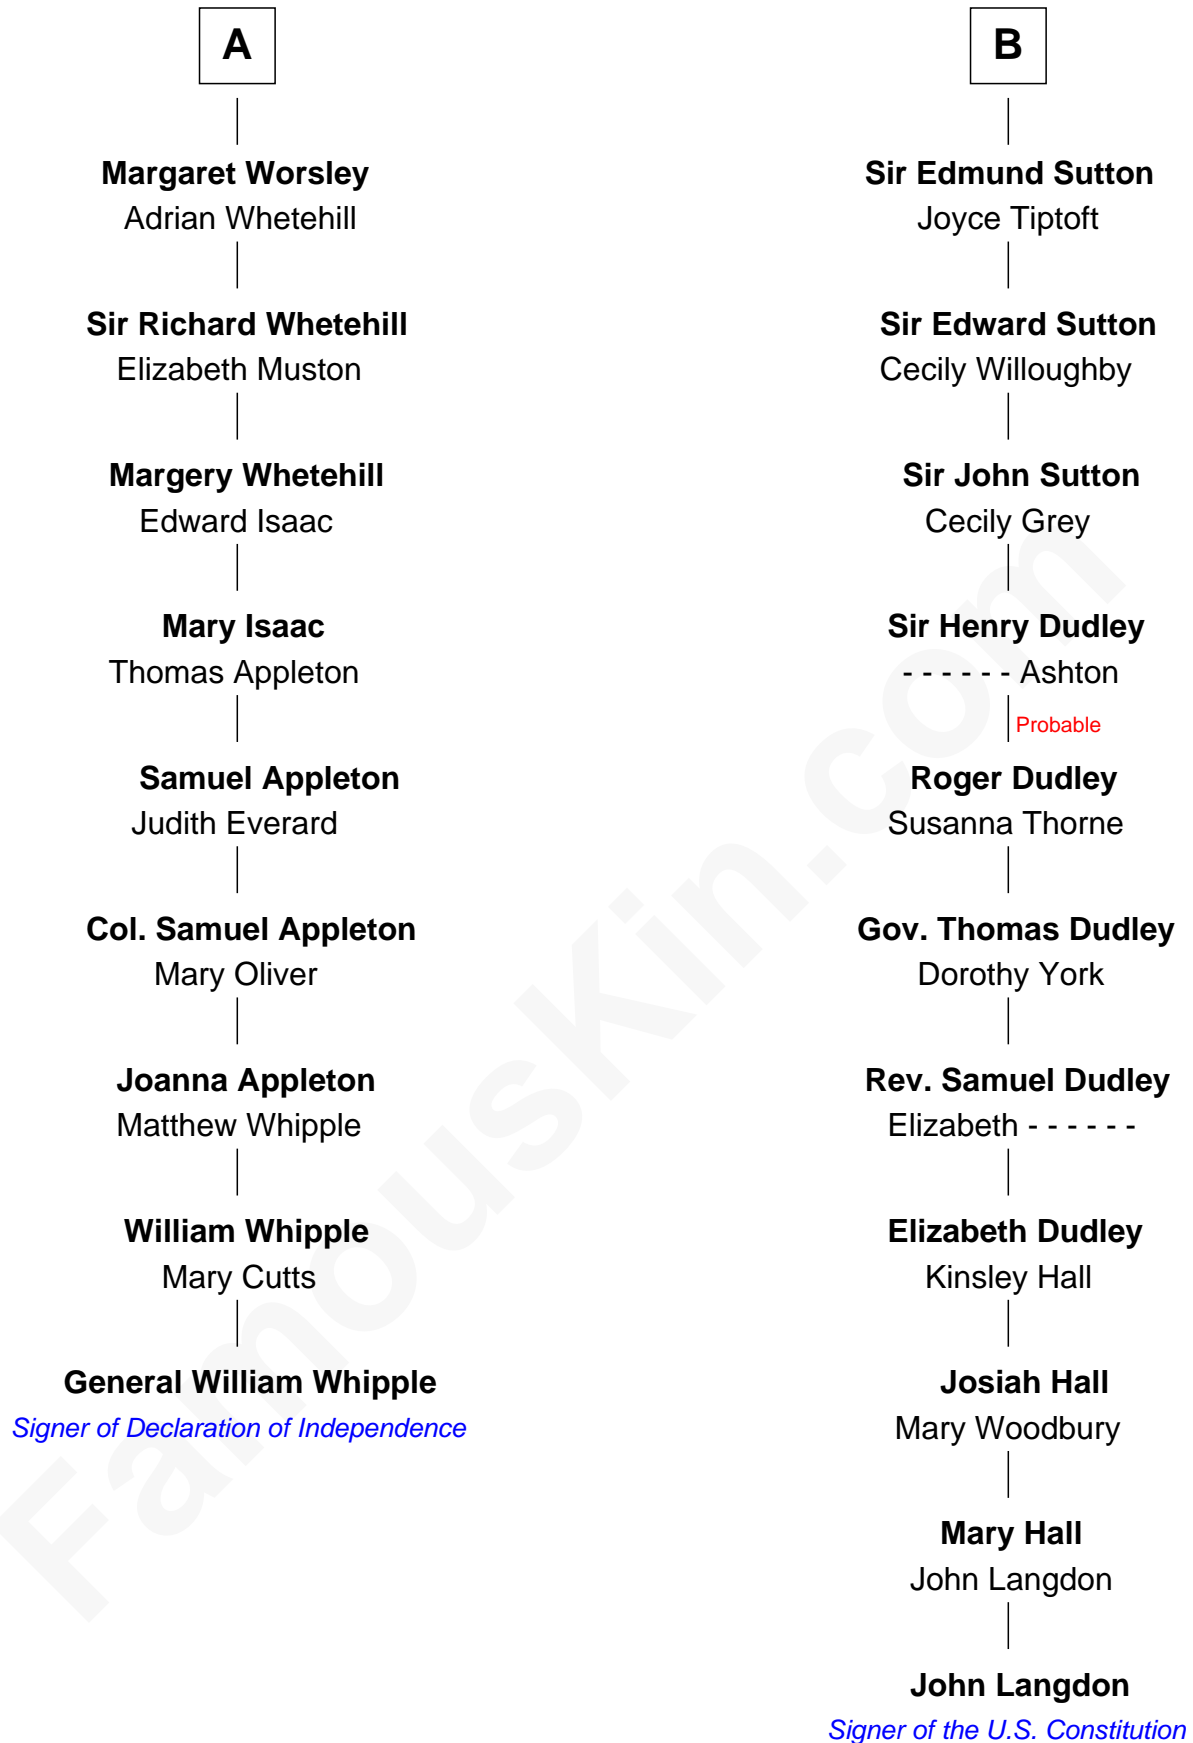 A
Margaret Worsley
Adrian Whetehill
Sir Richard Whetehill
Elizabeth Muston
Margery Whetehill
Edward Isaac
Mary Isaac
Thomas Appleton
Samuel Appleton
Judith Everard
Col. Samuel Appleton
Mary Oliver
Joanna Appleton
Matthew Whipple
William Whipple
Mary Cutts
General William Whipple
Signer of Declaration of Independence
B
Sir Edmund Sutton
Joyce Tiptoft
Sir Edward Sutton
Cecily Willoughby
Sir John Sutton
Cecily Grey
Sir Henry Dudley
- - - - - - Ashton
Probable
Roger Dudley
Susanna Thorne
Gov. Thomas Dudley
Dorothy York
Rev. Samuel Dudley
Elizabeth - - - - - -
Elizabeth Dudley
Kinsley Hall
Josiah Hall
Mary Woodbury
Mary Hall
John Langdon
John Langdon
Signer of the U.S. Constitution
FamousKin.com